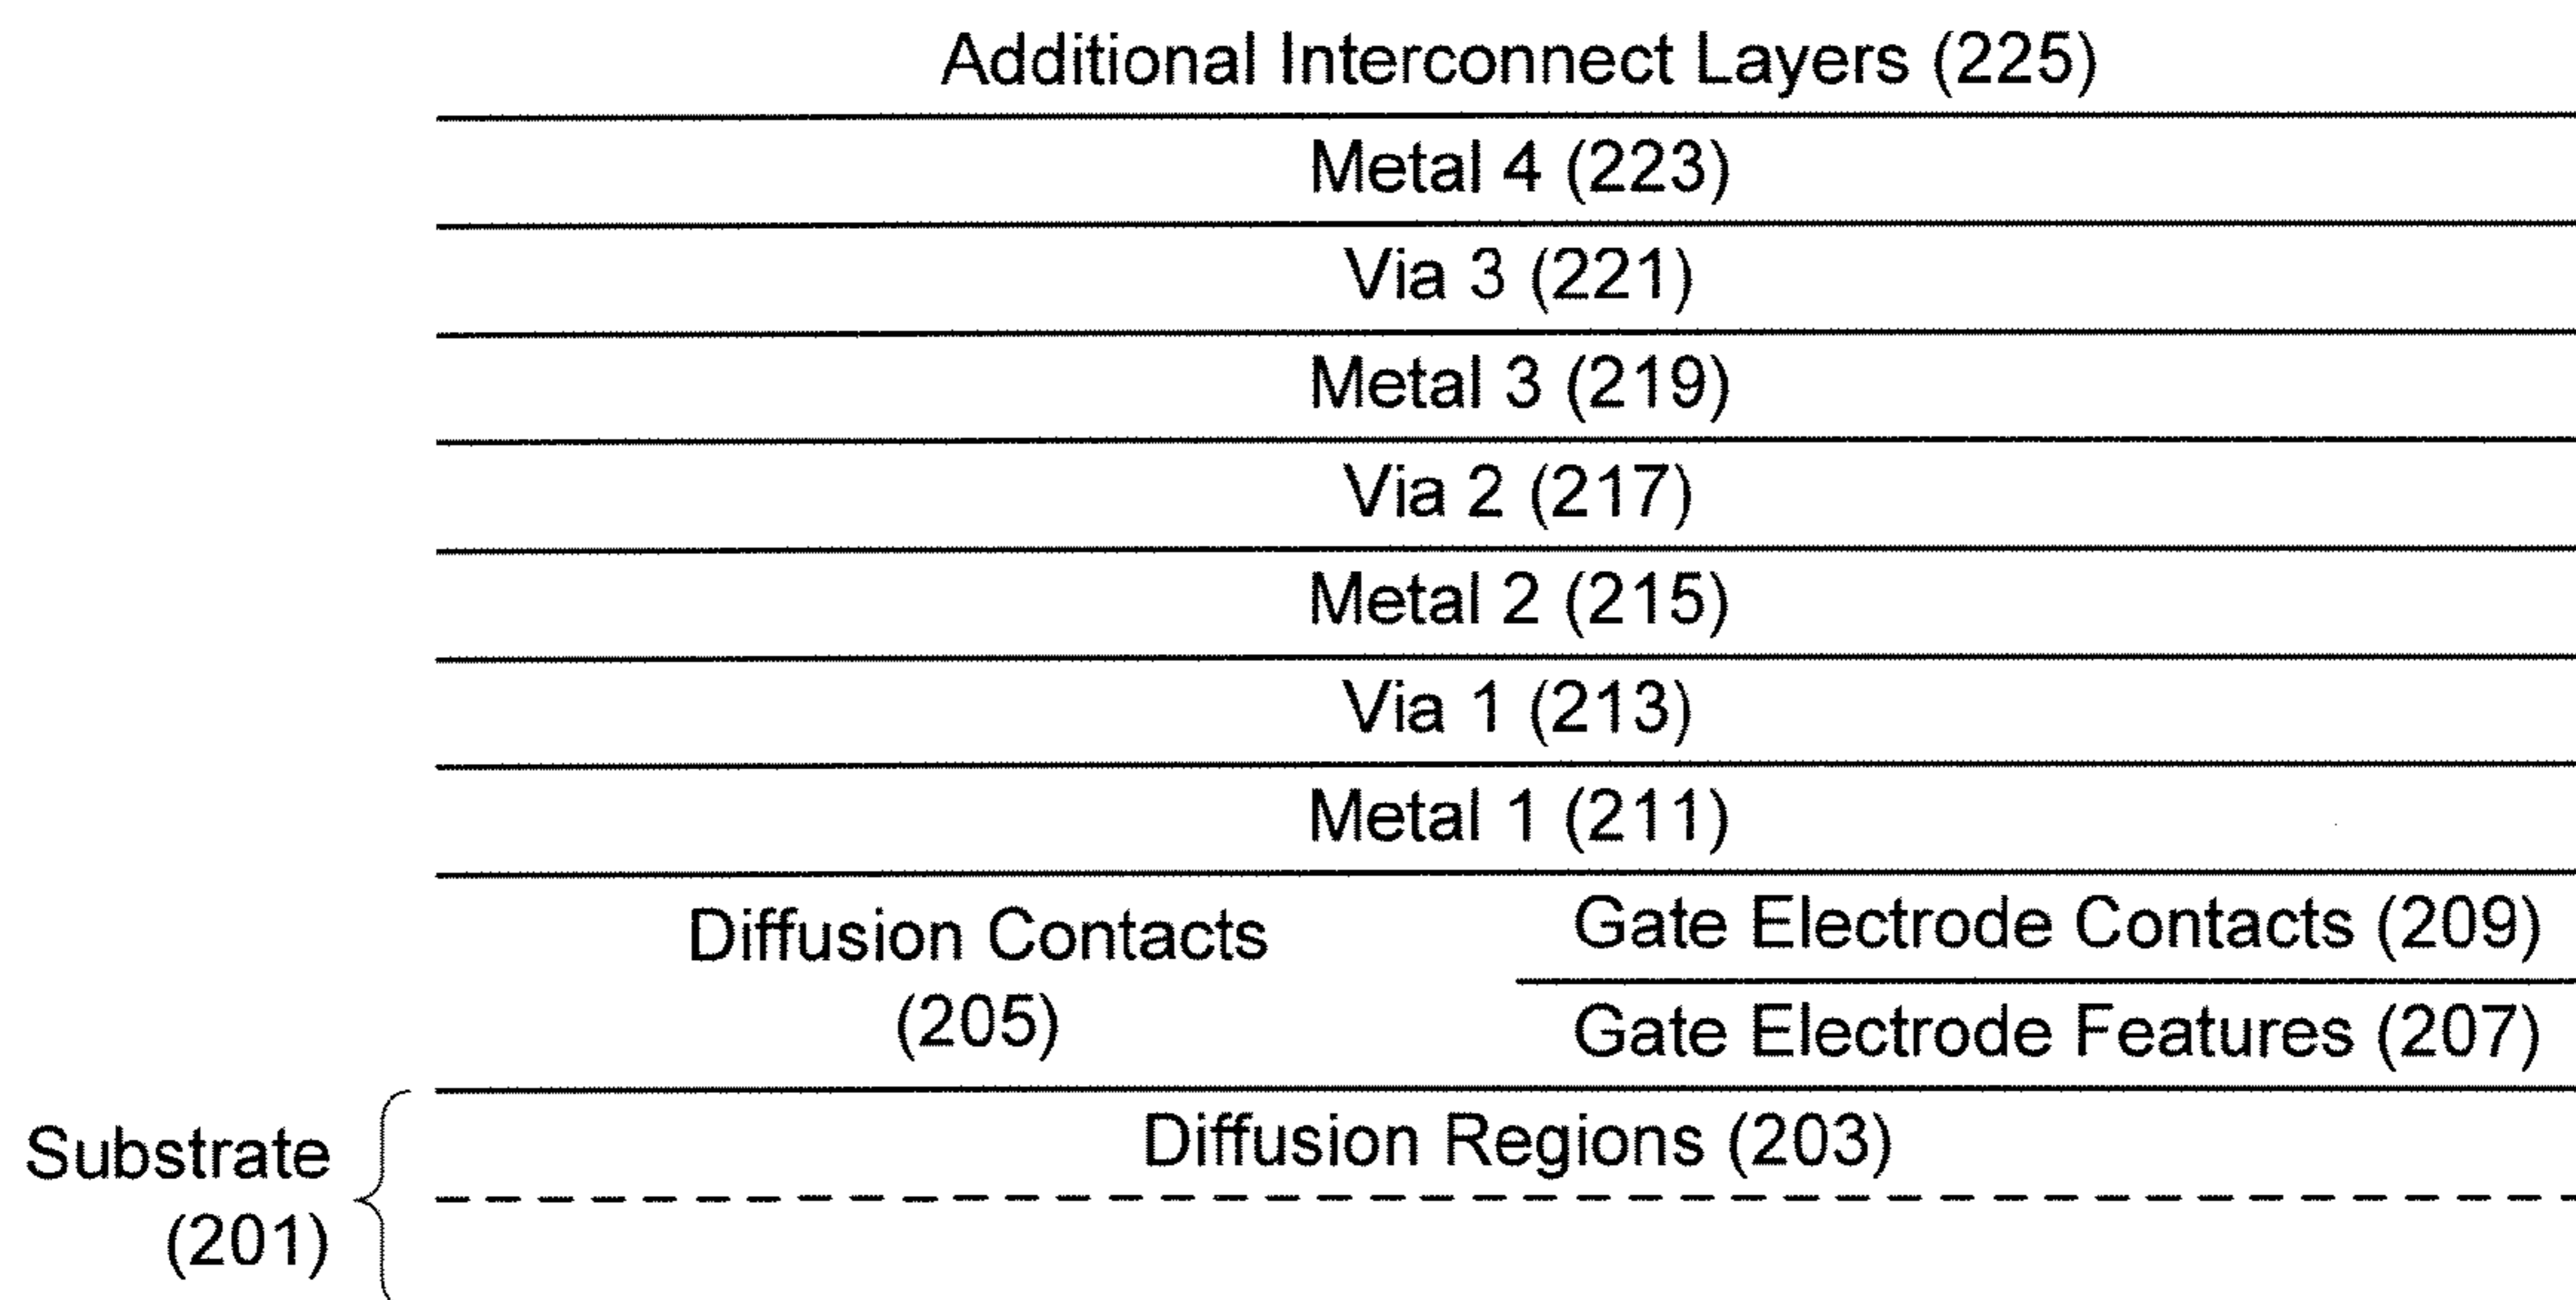 Additional Interconnect Layers (225)
Metal 4 (223)
Via 3 (221)
Metal 3 (219)
Via 2 (217)
Metal 2 (215)
Via 1 (213)
Metal 1 (211)
Diffusion Contacts
(205)
Gate Electrode Contacts (209)
Gate Electrode Features (207)
Substrate
(201)
Diffusion Regions (203)